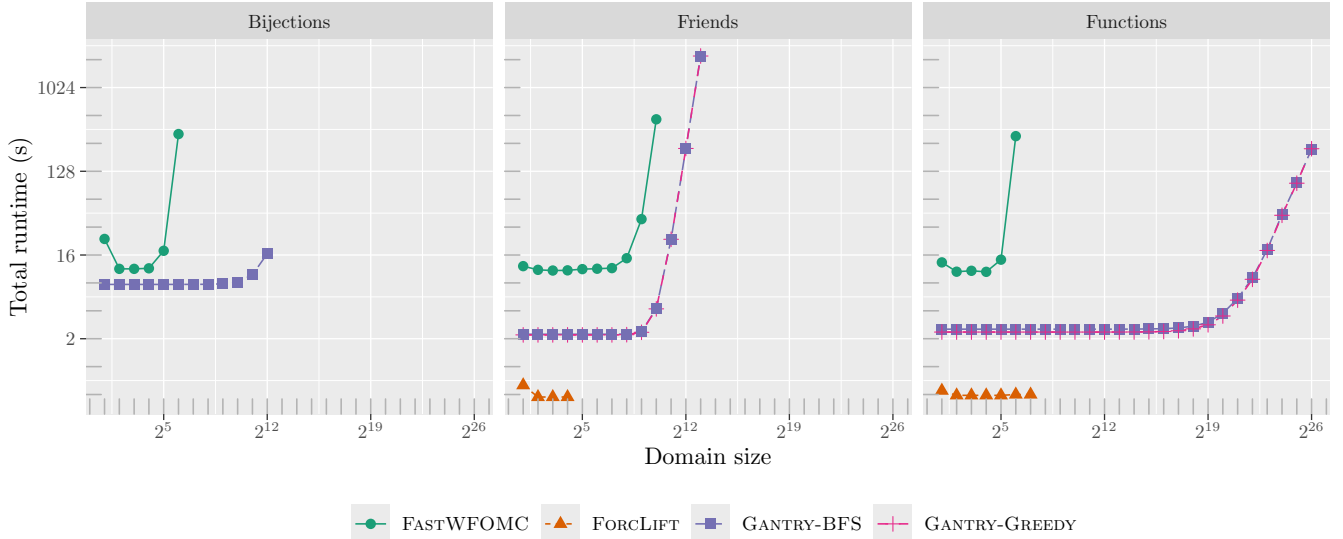 Bijections Friends Functions
Total runtime (s)
1024
128
16
2
2^5 2^12 2^19 2^26 2^5 2^12 2^19 2^26 2^5 2^12 2^19 2^26
Domain size
FASTWFOMC FORCLIFT GANTRY-BFS GANTRY-GREEDY